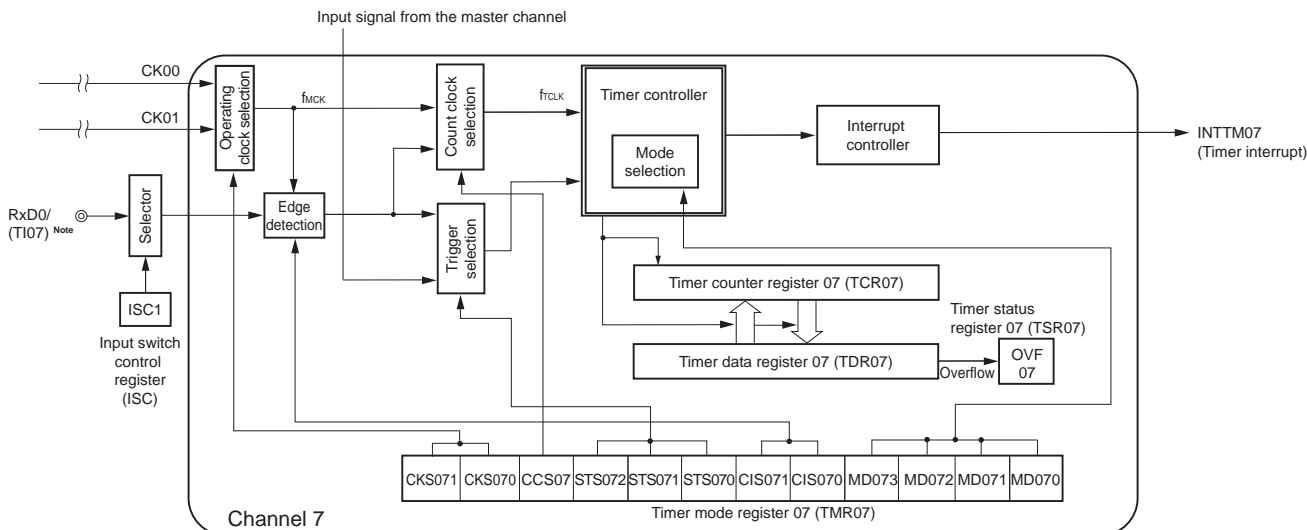 Input signal from the master channel
CK00
CK01
Operating
clock selection
fMCK
Count clock
selection
fTCLK
Timer controller
Mode
selection
Interrupt
controller
INTTM07
(Timer interrupt)
RxD0/
(TI07) Note
Selector
Edge
detection
Trigger
selection
ISC1
Input switch
control
register
(ISC)
Timer counter register 07 (TCR07)
Timer status
register 07 (TSR07)
Timer data register 07 (TDR07)
Overflow
OVF
07
CKS071 CKS070 CCS07 STS072 STS071 STS070 CIS071 CIS070 MD073 MD072 MD071 MD070
Channel 7
Timer mode register 07 (TMR07)